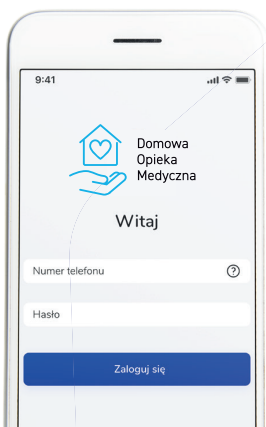 9:41
Domowa
Opieka
Medyczna
Witaj
Numer telefonu
?
Hasło
Zaloguj się